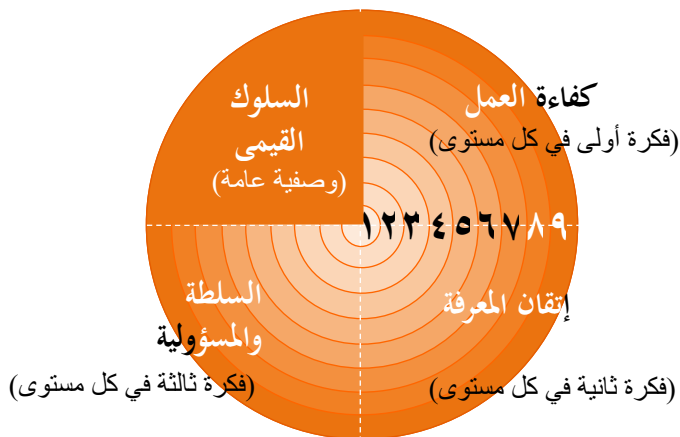 كفاءة العمل
(فكرة أولى في كل مستوى)
السلوك
القيمى
(وصفية عامة)
١٢٣٤٥٦٧٨٩
إتقان المعرفة
(فكرة ثانية في كل مستوى)
السلطة
والمسؤولية
(فكرة ثالثة في كل مستوى)